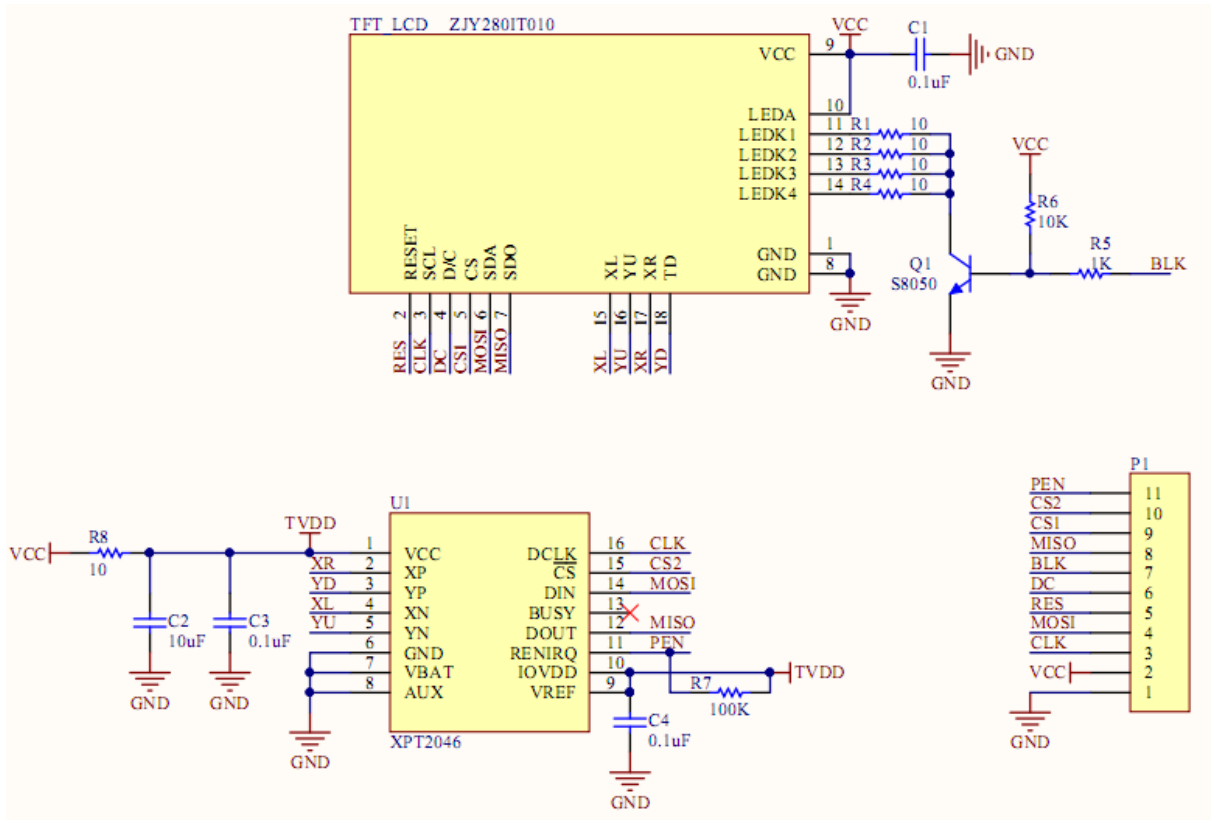 TFT_LCD ZJY280IT010
VCC
9
VCC
C1
0.1uF
GND
LEDA
10
LEDK1
11 R1 10
LEDK2
12 R2 10
LEDK3
13 R3 10
LEDK4
14 R4 10
VCC
R6
10K
R5
1K
BLK
Q1
S8050
GND
GND 1
GND 8
GND
RESET
SCL
D/C
CS
SDA
SDO
XL
YU
XR
TD
2
3
4
5
6
7
15
16
17
18
RES
CLK
DC
CSI
MOSI
MISO
XL
YU
XR
YD
U1
VCC
R8
10
TVDD
C2
10uF
GND
C3
0.1uF
GND
1 VCC
XR 2 XP
YD 3 YP
XL 4 XN
YU 5 YN
6 GND
7 VBAT
8 AUX
GND
DCLK 16 CLK
CS 15 CS2
DIN 14 MOSI
BUSY 13
DOUT 12 MISO
RENIRQ 11 PEN
IOVDD 10
VREF 9
TVDD
R7
100K
C4
0.1uF
GND
XPT2046
P1
PEN 11
CS2 10
CS1 9
MISO 8
BLK 7
DC 6
RES 5
MOSI 4
CLK 3
VCC 2
1
GND